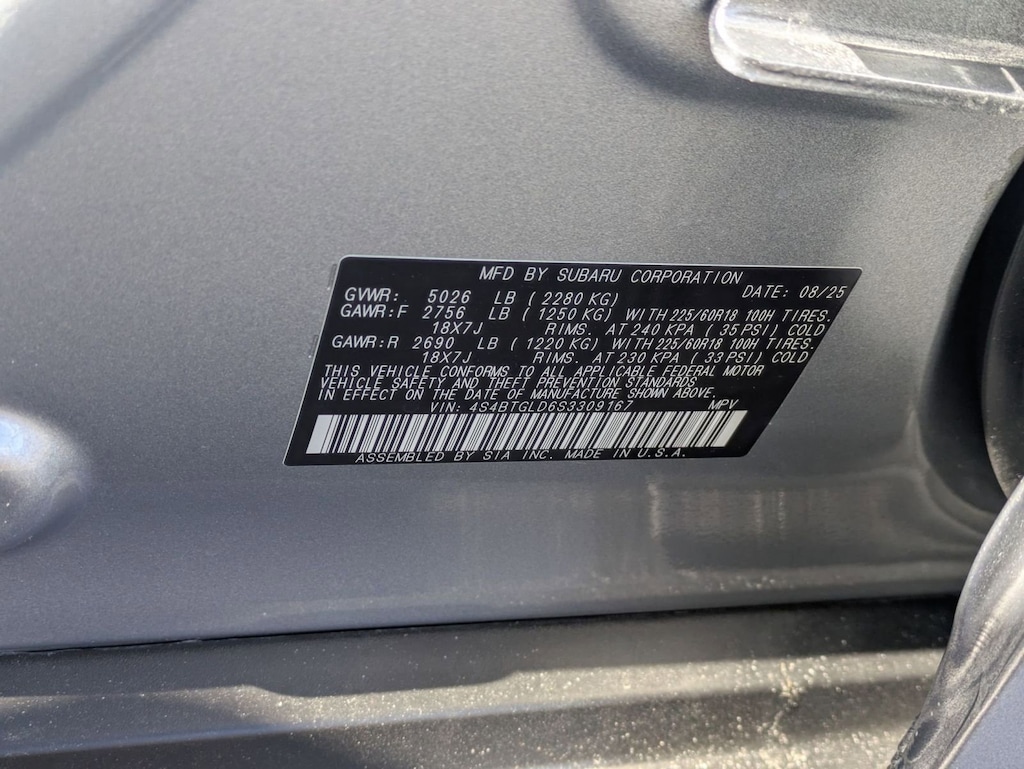 MFD BY SUBARU CORPORATION
DATE: 08/25
GVWR: 5026 LB (2280 KG)
GAWR:F 2756 LB (1250 KG) WITH 225/60R18 100H TIRES.
18X7J RIMS. AT 240 KPA (35 PSI) COLD
GAWR:R 2690 LB (1220 KG) WITH 225/60R18 100H TIRES.
18X7J RIMS. AT 230 KPA (33 PSI) COLD
THIS VEHICLE CONFORMS TO ALL APPLICABLE FEDERAL MOTOR
VEHICLE SAFETY AND THEFT PREVENTION STANDARDS
IN EFFECT ON THE DATE OF MANUFACTURE SHOWN ABOVE.
VIN: 4S4BTGLD6S3309167 MPV
ASSEMBLED BY SIA INC. MADE IN U.S.A.